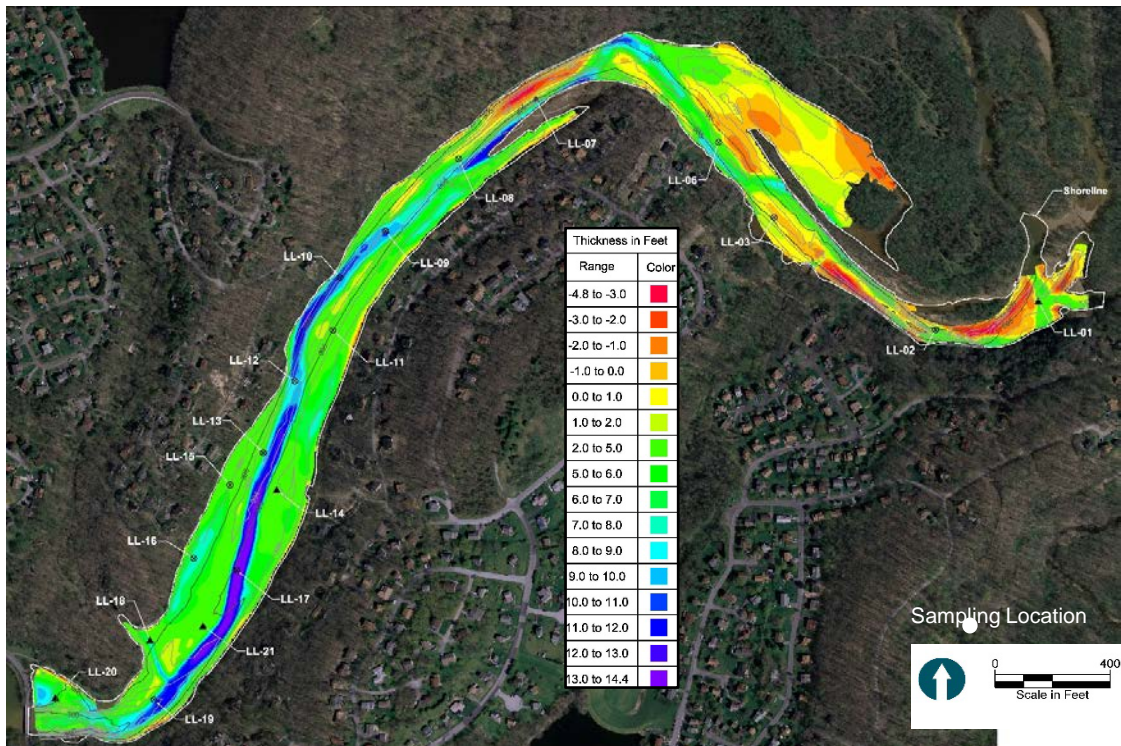 LL-07
LL-06
LL-08
Shoreline
LL-03
LL-09
LL-10
LL-01
LL-02
LL-11
LL-12
LL-13
LL-15
LL-14
LL-16
LL-17
LL-18
LL-21
LL-20
LL-19
Thickness in Feet
Range Color
-4.8 to -3.0
-3.0 to -2.0
-2.0 to -1.0
-1.0 to 0.0
0.0 to 1.0
1.0 to 2.0
2.0 to 5.0
5.0 to 6.0
6.0 to 7.0
7.0 to 8.0
8.0 to 9.0
9.0 to 10.0
10.0 to 11.0
11.0 to 12.0
12.0 to 13.0
13.0 to 14.4
Sampling Location
0 400
Scale in Feet